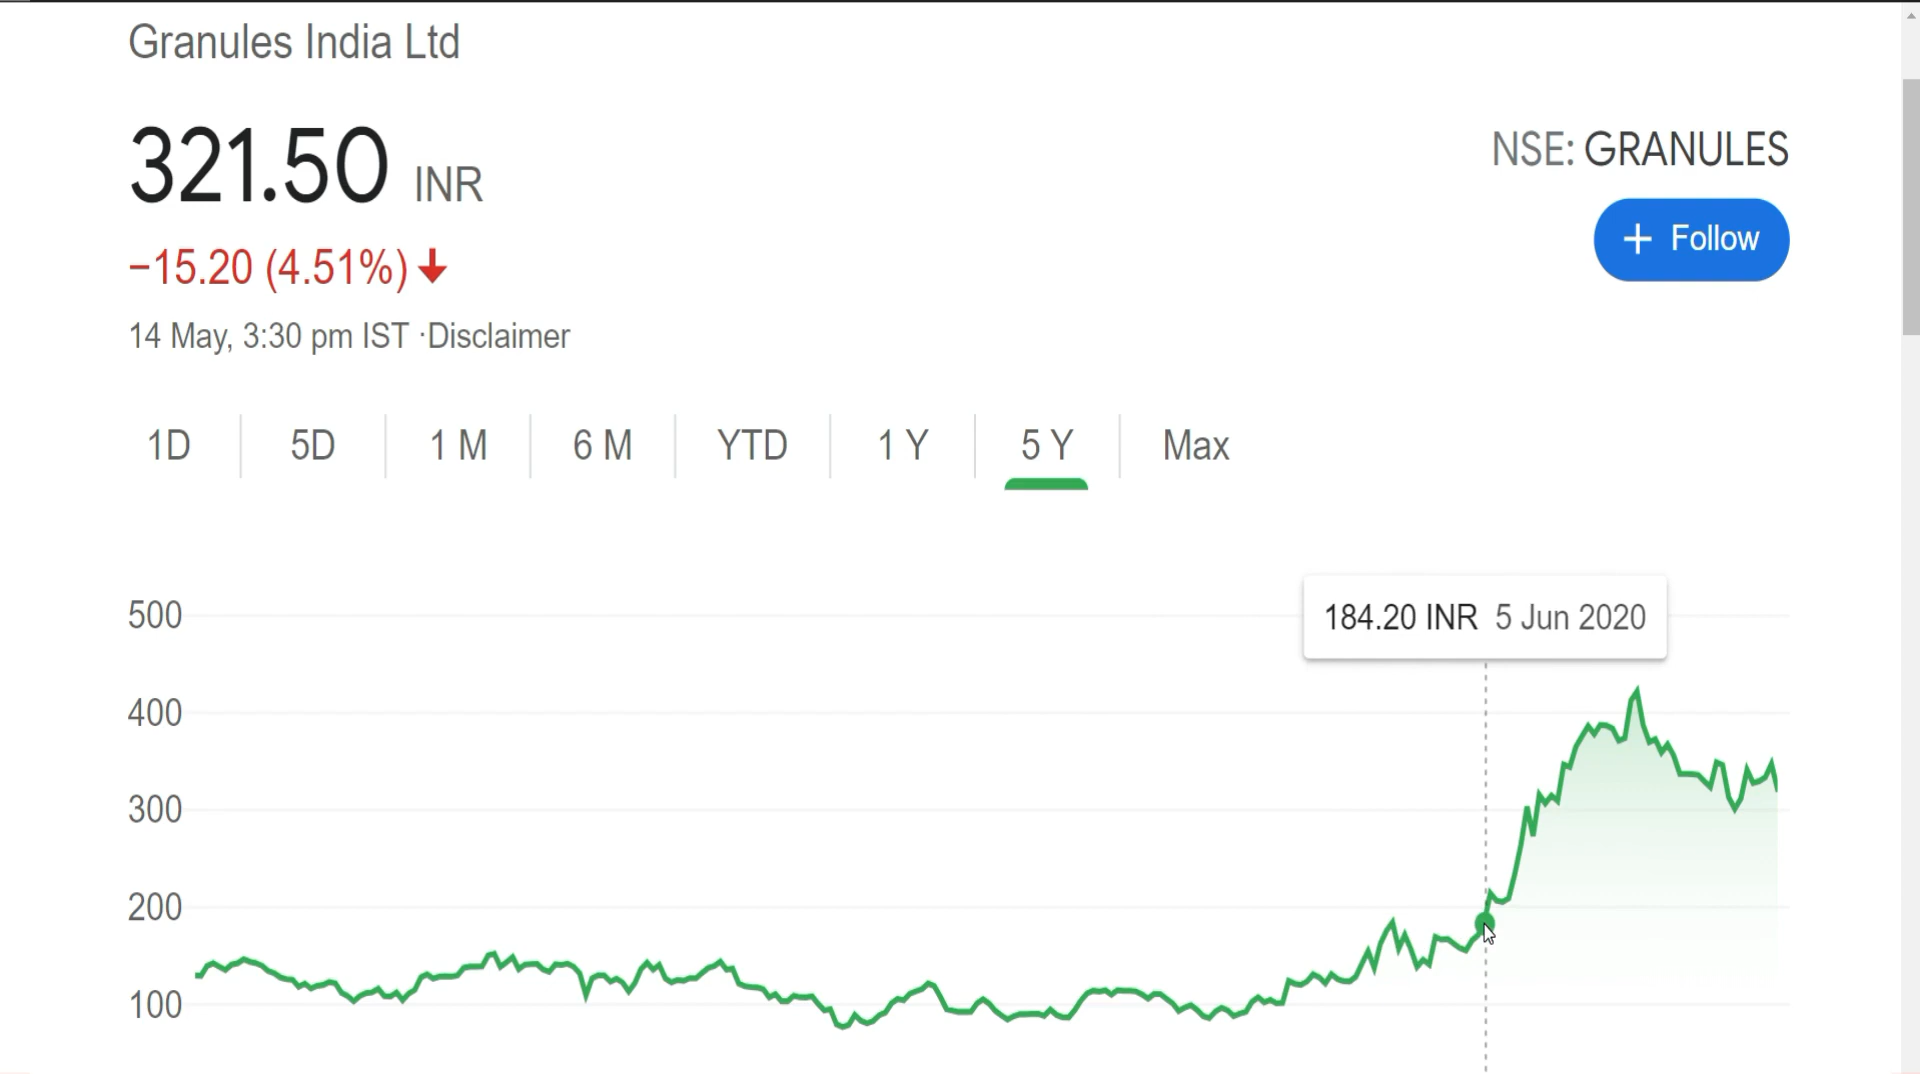 Granules India Ltd
321.50 INR
−15.20 (4.51%)
14 May, 3:30 pm IST ·Disclaimer
NSE: GRANULES
+ Follow
1D 5D 1 M 6 M YTD 1 Y 5 Y Max
184.20 INR 5 Jun 2020
500
400
300
200
100